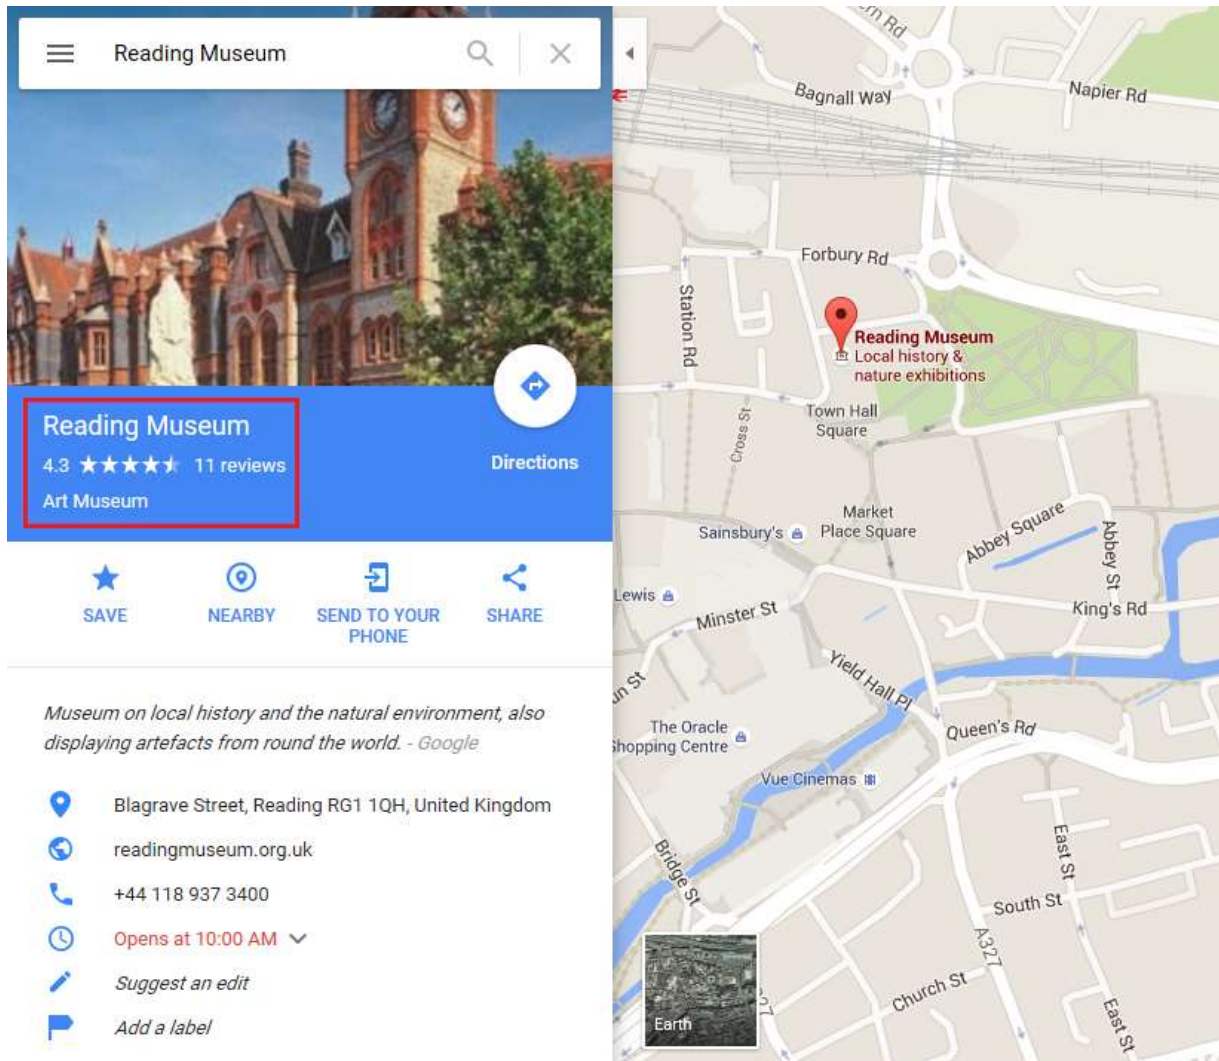 Reading Museum
Reading Museum
4.3
11 reviews
Art Museum
Directions
SAVE
NEARBY
SEND TO YOUR
PHONE
SHARE
Museum on local history and the natural environment, also
displaying artefacts from round the world. - Google
Blagrave Street, Reading RG1 1QH, United Kingdom
readingmuseum.org.uk
+44 118 937 3400
Opens at 10:00 AM
Suggest an edit
Add a label
Bagnall Way
Napier Rd
Forbury Rd
Station Rd
Reading Museum
Local history &
nature exhibitions
Town Hall
Square
Cross St
Market
Place Square
Sainsbury's
Abbey Square
Abbey St
Lewis
Minster St
King's Rd
Yield Hall Pl
The Oracle
Shopping Centre
Queen's Rd
Vue Cinemas
Bridge St
East St
South St
A327
Church St
East St
Earth